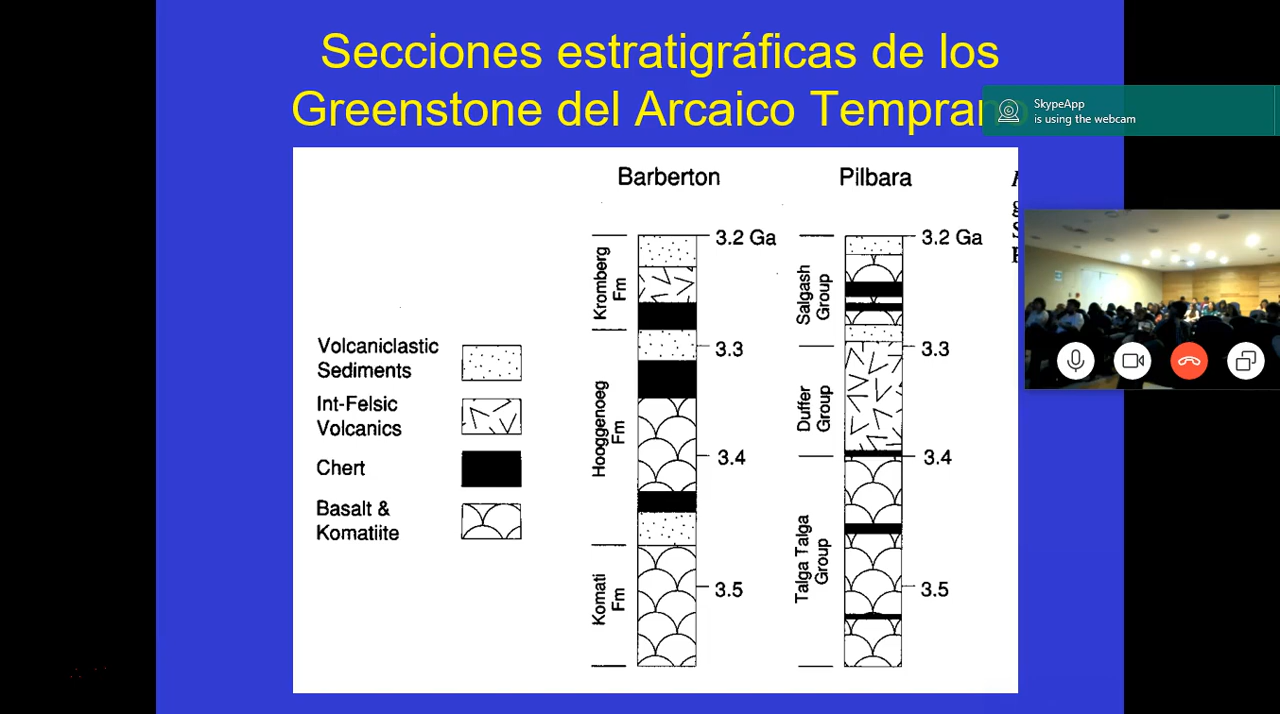 Secciones estratigráficas de los
Greenstone del Arcaico Tempran
SkypeApp
is using the webcam
Barberton
Pilbara
3.2 Ga
3.3
3.4
3.5
Kromberg
Fm
Hooggenoeg
Fm
Komati
Fm
3.2 Ga
3.3
3.4
3.5
Salgash
Group
Duffer
Group
Talga Talga
Group
Volcaniclastic
Sediments
Int-Felsic
Volcanics
Chert
Basalt &
Komatiite